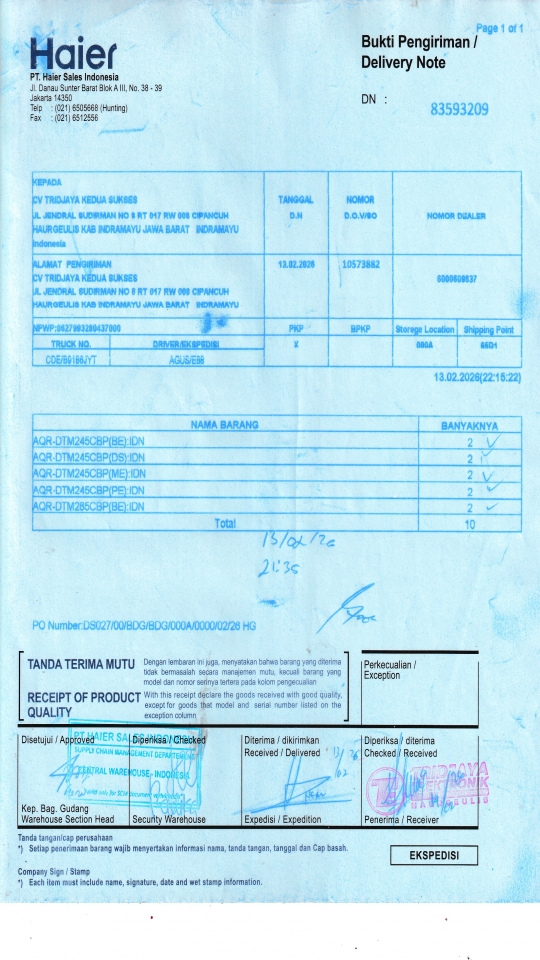 Page 1 of 1
Haier
Bukti Pengiriman /
Delivery Note
PT. Haier Sales Indonesia
Jl. Danau Sunter Barat Blok A III, No. 38 - 39
Jakarta 14350
Telp : (021) 6505668 (Hunting)
Fax : (021) 6512556
DN : 83593209
KEPADA
CV TRIDJAYA KEDUA SUKSES
JL JENDRAL SUDIRMAN NO 8 RT 017 RW 008 CIPANCUH
HAURGEULIS KAB INDRAMAYU JAWA BARAT INDRAMAYU
Indonesia
TANGGAL
D.N
NOMOR
D.O.V/SO
NOMOR DEALER
ALAMAT PENGIRIMAN
CV TRIDJAYA KEDUA SUKSES
JL JENDRAL SUDIRMAN NO 8 RT 017 RW 008 CIPANCUH
HAURGEULIS KAB INDRAMAYU JAWA BARAT INDRAMAYU
13.02.2026
10573882
NPWP:0627993280437000
PKP
BPKP
Storage Location
Shipping Point
TRUCK NO.
DRIVER/EKSPEDISI
X
000A
CDE/B9166JYT
AGUS/EBB
13.02.2026(22:15:22)
NAMA BARANG
BANYAKNYA
AQR-DTM245CBP(BE):IDN 2
AQR-DTM245CBP(DS):IDN 2
AQR-DTM245CBP(ME):IDN 2
AQR-DTM245CBP(PE):IDN 2
AQR-DTM285CBP(BE):IDN 2
Total 10
13/02/26
21:35
PO Number:DS027/00/BDG/BDG/000A/0000/02/26 HG
TANDA TERIMA MUTU
Dengan lembaran ini juga, menyatakan bahwa barang yang diterima
tidak bermasalah secara manajemen mutu, kecuali barang yang
model dan nomor serinya tertera pada kolom pengecualian
RECEIPT OF PRODUCT
QUALITY
With this receipt declare the goods received with good quality,
except for goods that model and serial number listed on the
exception column
Perkecualian /
Exception
Disetujui / Approved
Diperiksa / Checked
Diterima / dikirimkan
Received / Delivered
Diperiksa / diterima
Checked / Received
PT HAIER SALES INDONESIA
SUPPLY CHAIN MANAGEMENT DEPARTEMENT
CENTRAL WAREHOUSE - INDONESIA
TRIDJAYA
ELEKTRONIK
Kep. Bag. Gudang
Warehouse Section Head
Security Warehouse
Expedisi / Expedition
Penerima / Receiver
Tanda tangan/cap perusahaan
*) Setiap penerimaan barang wajib menyertakan informasi nama, tanda tangan, tanggal dan Cap basah.
EKSPEDISI
Company Sign / Stamp
*) Each item must include name, signature, date and wet stamp information.